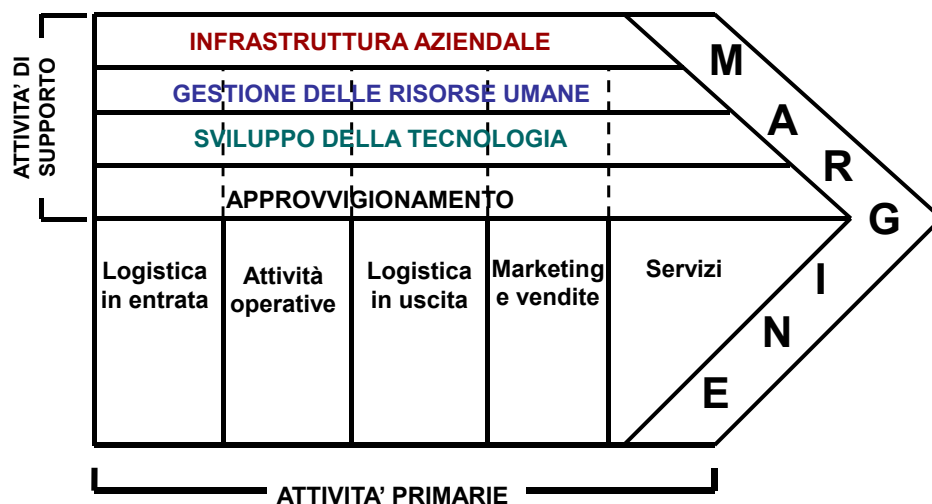 ATTIVITA’ DI
SUPPORTO
INFRASTRUTTURA AZIENDALE
GESTIONE DELLE RISORSE UMANE
SVILUPPO DELLA TECNOLOGIA
APPROVVIGIONAMENTO
Logistica
in entrata
Attività
operative
Logistica
in uscita
Marketing
e vendite
Servizi
MARGINE
ATTIVITA’ PRIMARIE